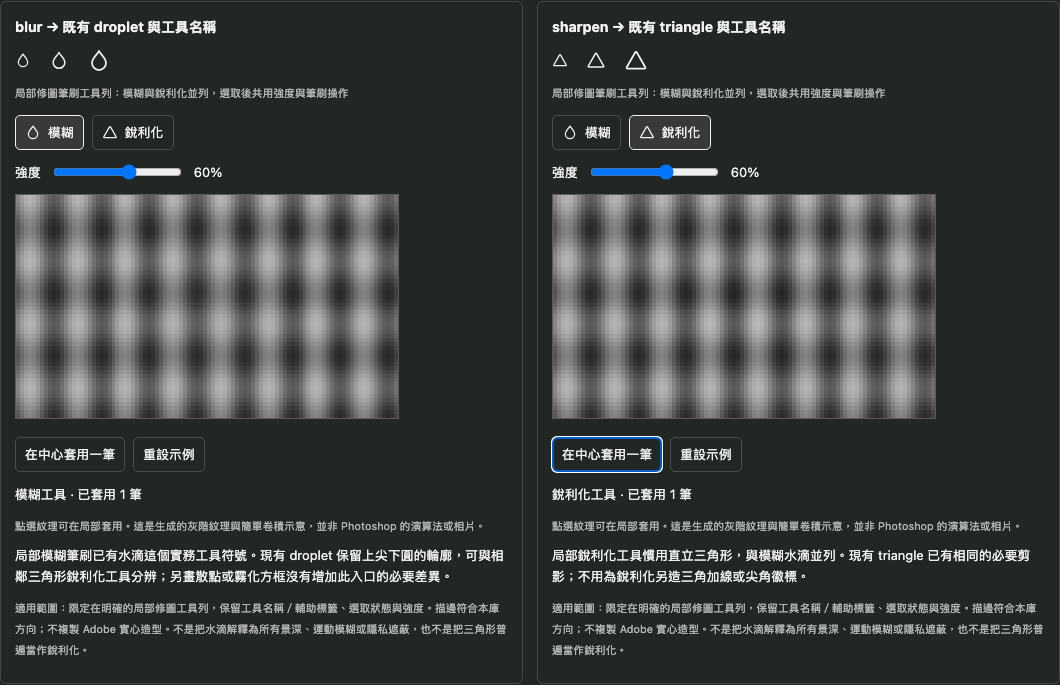 blur → 既有 droplet 與工具名稱
局部修圖筆刷工具列：模糊與銳利化並列，選取後共用強度與筆刷操作
模糊
銳利化
強度
60%
在中心套用一筆
重設示例
模糊工具 · 已套用 1 筆
點選紋理可在局部套用。這是生成的灰階紋理與簡單卷積示意，並非 Photoshop 的演算法或相片。
局部模糊筆刷已有水滴這個實務工具符號。現有 droplet 保留上尖下圓的輪廓，可與相
鄰三角形銳利化工具分辨；另畫散點或霧化方框沒有增加此入口的必要差異。
適用範圍：限定在明確的局部修圖工具列，保留工具名稱 / 輔助標籤、選取狀態與強度。描邊符合本庫
方向；不複製 Adobe 實心造型。不是把水滴解釋為所有景深、運動模糊或隱私遮蔽，也不是把三角形普
遍當作銳利化。
sharpen → 既有 triangle 與工具名稱
局部修圖筆刷工具列：模糊與銳利化並列，選取後共用強度與筆刷操作
模糊
銳利化
強度
60%
在中心套用一筆
重設示例
銳利化工具 · 已套用 1 筆
點選紋理可在局部套用。這是生成的灰階紋理與簡單卷積示意，並非 Photoshop 的演算法或相片。
局部銳利化工具慣用直立三角形，與模糊水滴並列。現有 triangle 已有相同的必要剪
影；不用為銳利化另造三角加線或尖角徽標。
適用範圍：限定在明確的局部修圖工具列，保留工具名稱 / 輔助標籤、選取狀態與強度。描邊符合本庫
方向；不複製 Adobe 實心造型。不是把水滴解釋為所有景深、運動模糊或隱私遮蔽，也不是把三角形普
遍當作銳利化。